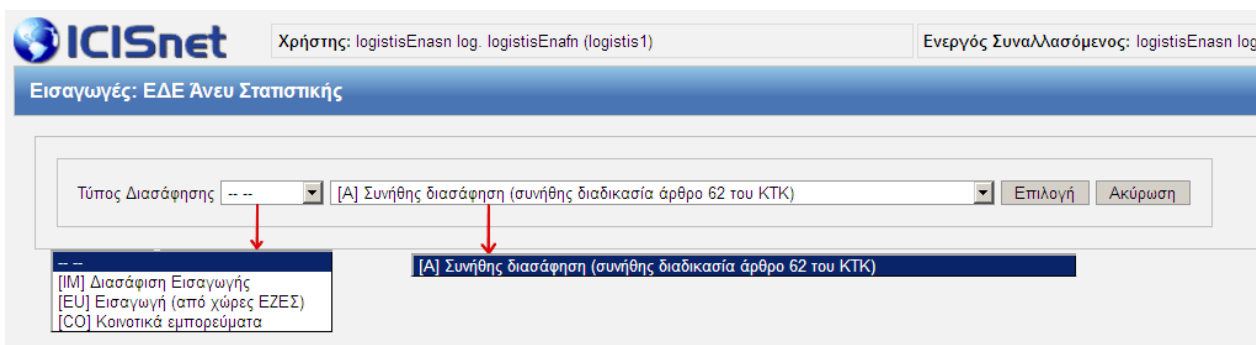 ICISnet
Χρήστης: logistisEnasn log. logistisEnafn (logistis1)
Ενεργός Συναλλασόμενος: logistisEnasn log
Εισαγωγές: ΕΔΕ Άνευ Στατιστικής
Τύπος Διασάφησης -- -- [A] Συνήθης διασάφηση (συνήθης διαδικασία άρθρο 62 του ΚΤΚ) Επιλογή Ακύρωση
-- --
[IM] Διασάφιση Εισαγωγής
[EU] Εισαγωγή (από χώρες ΕΖΕΣ)
[CO] Κοινοτικά εμπορεύματα
[A] Συνήθης διασάφηση (συνήθης διαδικασία άρθρο 62 του ΚΤΚ)